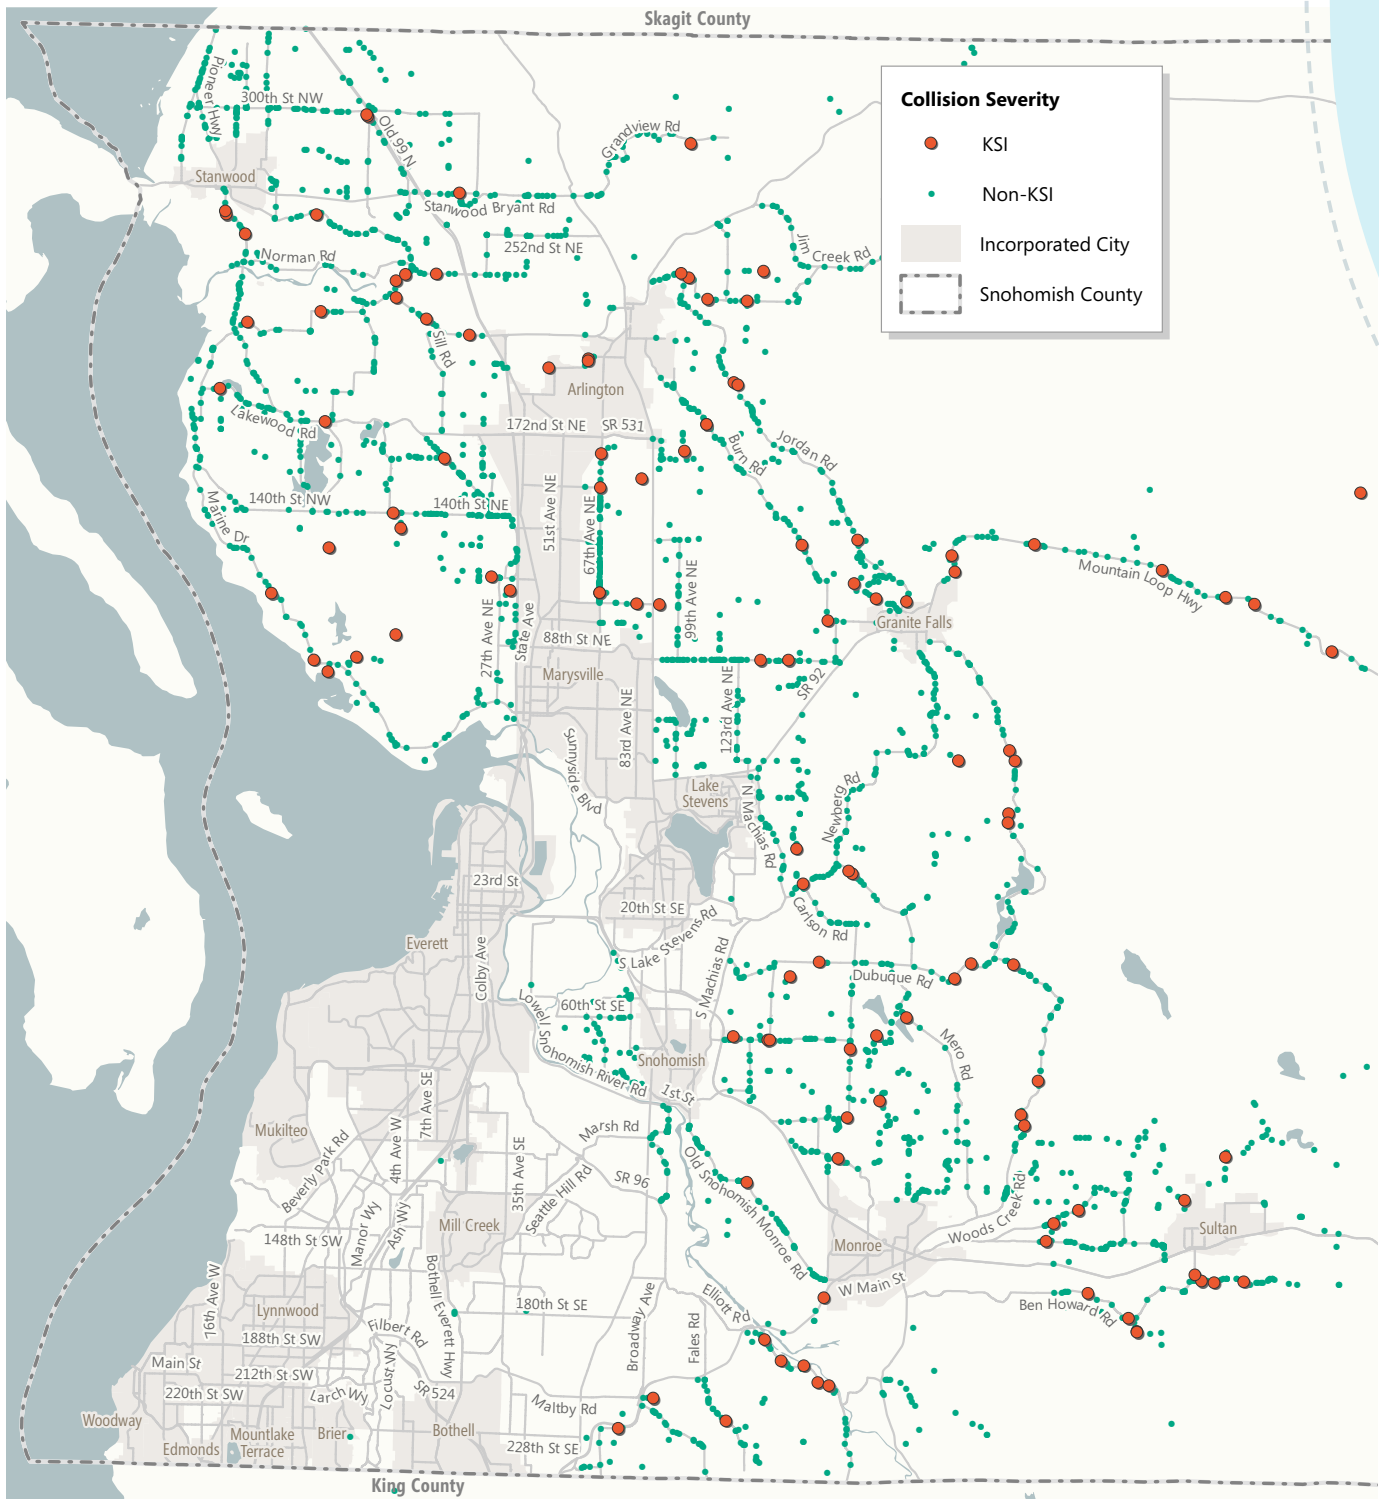 Skagit County
Collision Severity
KSI
Non-KSI
Incorporated City
Snohomish County
Pioneer Hwy
300th St NW
Old 99 N
Grandview Rd
Stanwood
Stanwood Bryant Rd
252nd St NE
Norman Rd
Jim Creek Rd
Sill Rd
Arlington
Lakewood Rd
172nd St NE
SR 531
Burn Rd
Jordan Rd
140th St NW
140th St NE
Marine Dr
51st Ave NE
67th Ave NE
Mountain Loop Hwy
99th Ave NE
Granite Falls
27th Ave NE
State Ave
88th St NE
Marysville
SR 92
83rd Ave NE
123rd Ave NE
Sunnyside Blvd
Lake
Stevens
N Machias Rd
Newberg Rd
23rd St
20th St SE
Carlson Rd
Everett
Colby Ave
S Lake Stevens Rd
S Machias Rd
Dubuque Rd
60th St SE
Lowell Snohomish River Rd
Snohomish
Mero Rd
1st St
7th Ave SE
Mukilteo
Beverly Park Rd
4th Ave W
35th Ave SE
Marsh Rd
SR 96
Seattle Hill Rd
Old Snohomish Monroe Rd
Manor Wy
Ash Wy
Mill Creek
148th St SW
Woods Creek Rd
Sultan
Monroe
W Main St
76th Ave W
Bothell Everett Hwy
Lynnwood
180th St SE
Elliott Rd
Ben Howard Rd
188th St SW
Filbert Rd
Broadway Ave
Fales Rd
Main St
212th St SW
Locust Wy
220th St SW
Larch Wy
SR 524
Maltby Rd
Woodway
Edmonds
Mountlake
Terrace
Brier
Bothell
228th St SE
King County